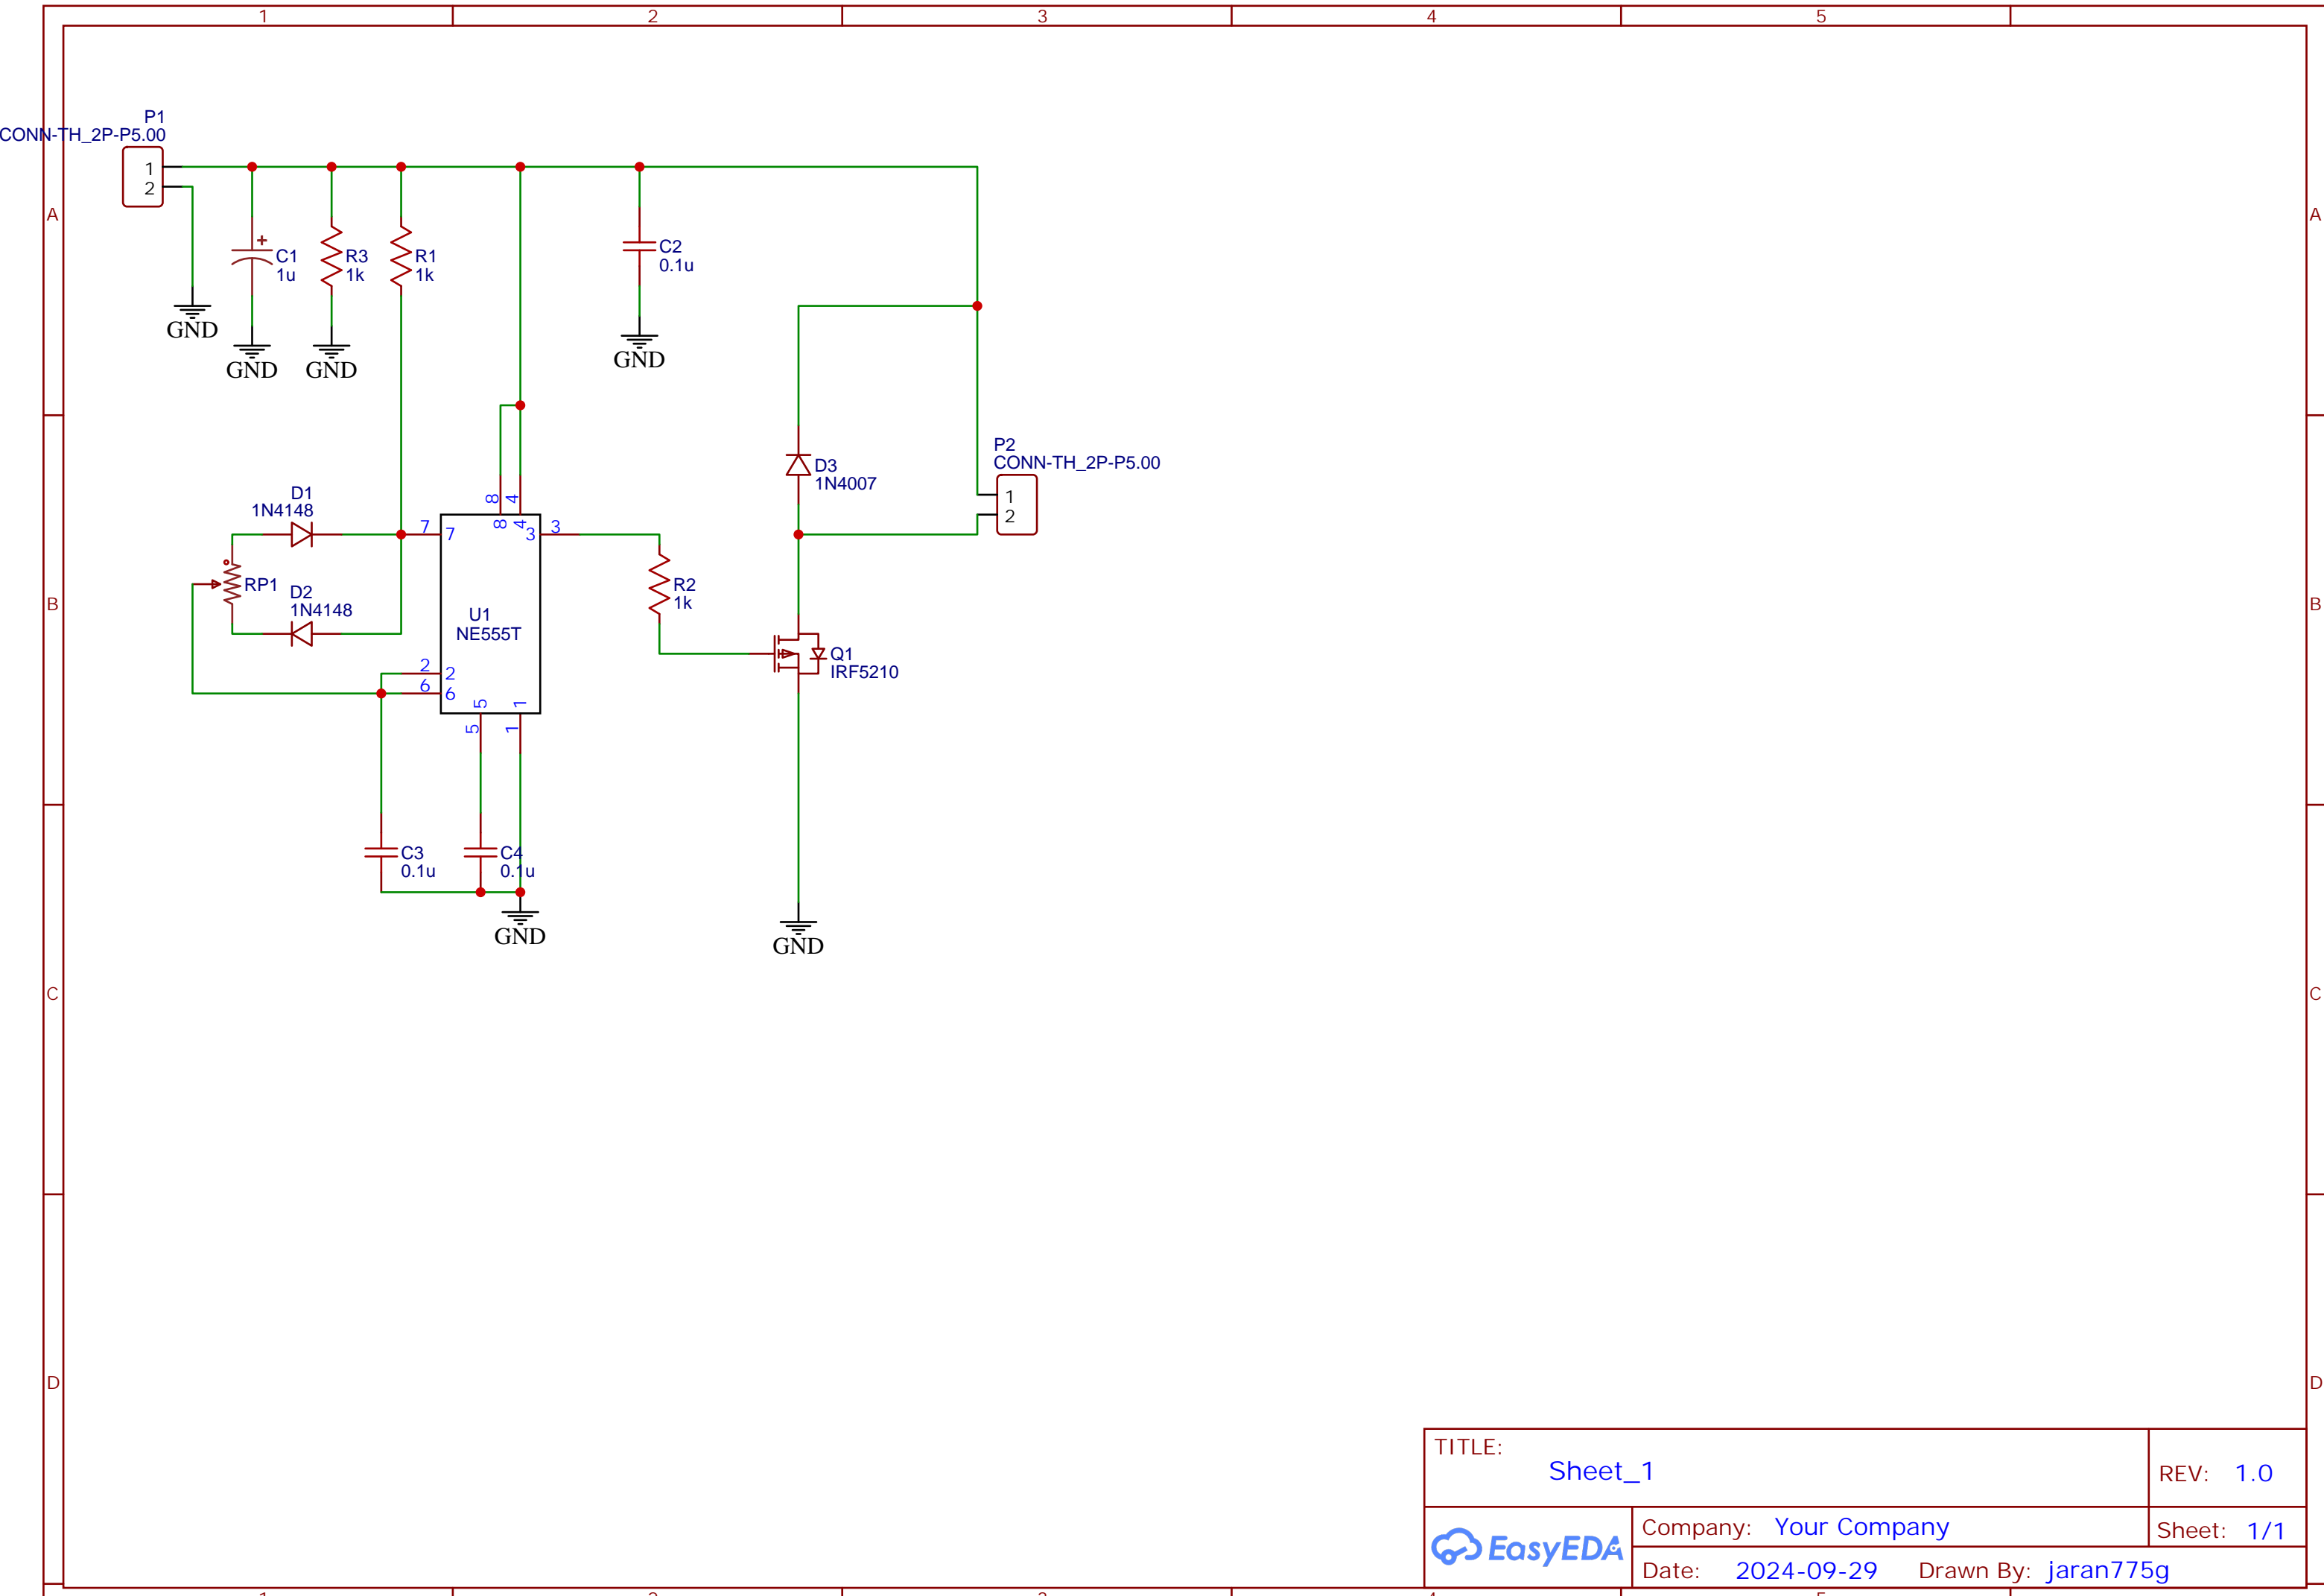 1 2 3 4 5
A A
B B
C C
D D
P1
CONN-TH_2P-P5.00
1
2
GND
C1
1u
GND
R3
1k
GND
R1
1k
C2
0.1u
GND
D3
1N4007
P2
CONN-TH_2P-P5.00
1
2
D1
1N4148
RP1
D2
1N4148
8 4
8 4
7 7
3 3
U1
NE555T
2 2
6 6
5 1
5 1
R2
1k
Q1
IRF5210
C3
0.1u
C4
0.1u
GND
GND
TITLE:
Sheet_1
REV: 1.0
EasyEDA
Company: Your Company
Sheet: 1/1
Date: 2024-09-29 Drawn By: jaran775g